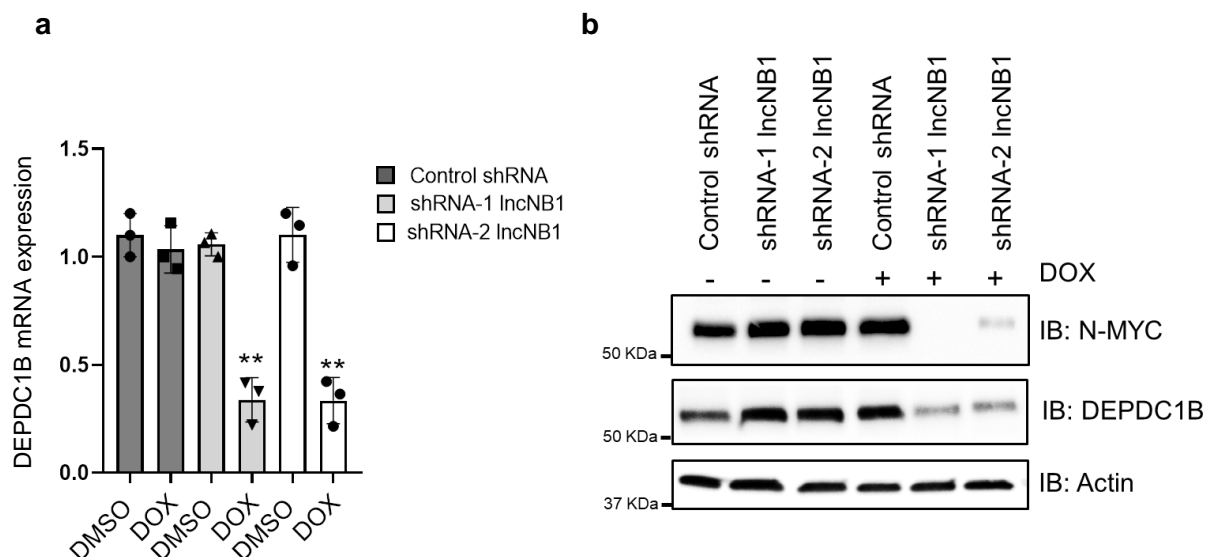 a
DEPDC1B mRNA expression
1.5
1.0
0.5
0.0
** **
DMSO DOX DMSO DOX DMSO DOX
Control shRNA
shRNA-1 lncNB1
shRNA-2 lncNB1
b
Control shRNA
shRNA-1 lncNB1
shRNA-2 lncNB1
Control shRNA
shRNA-1 lncNB1
shRNA-2 lncNB1
- - - + + + DOX
IB: N-MYC
50 KDa
IB: DEPDC1B
50 KDa
IB: Actin
37 KDa